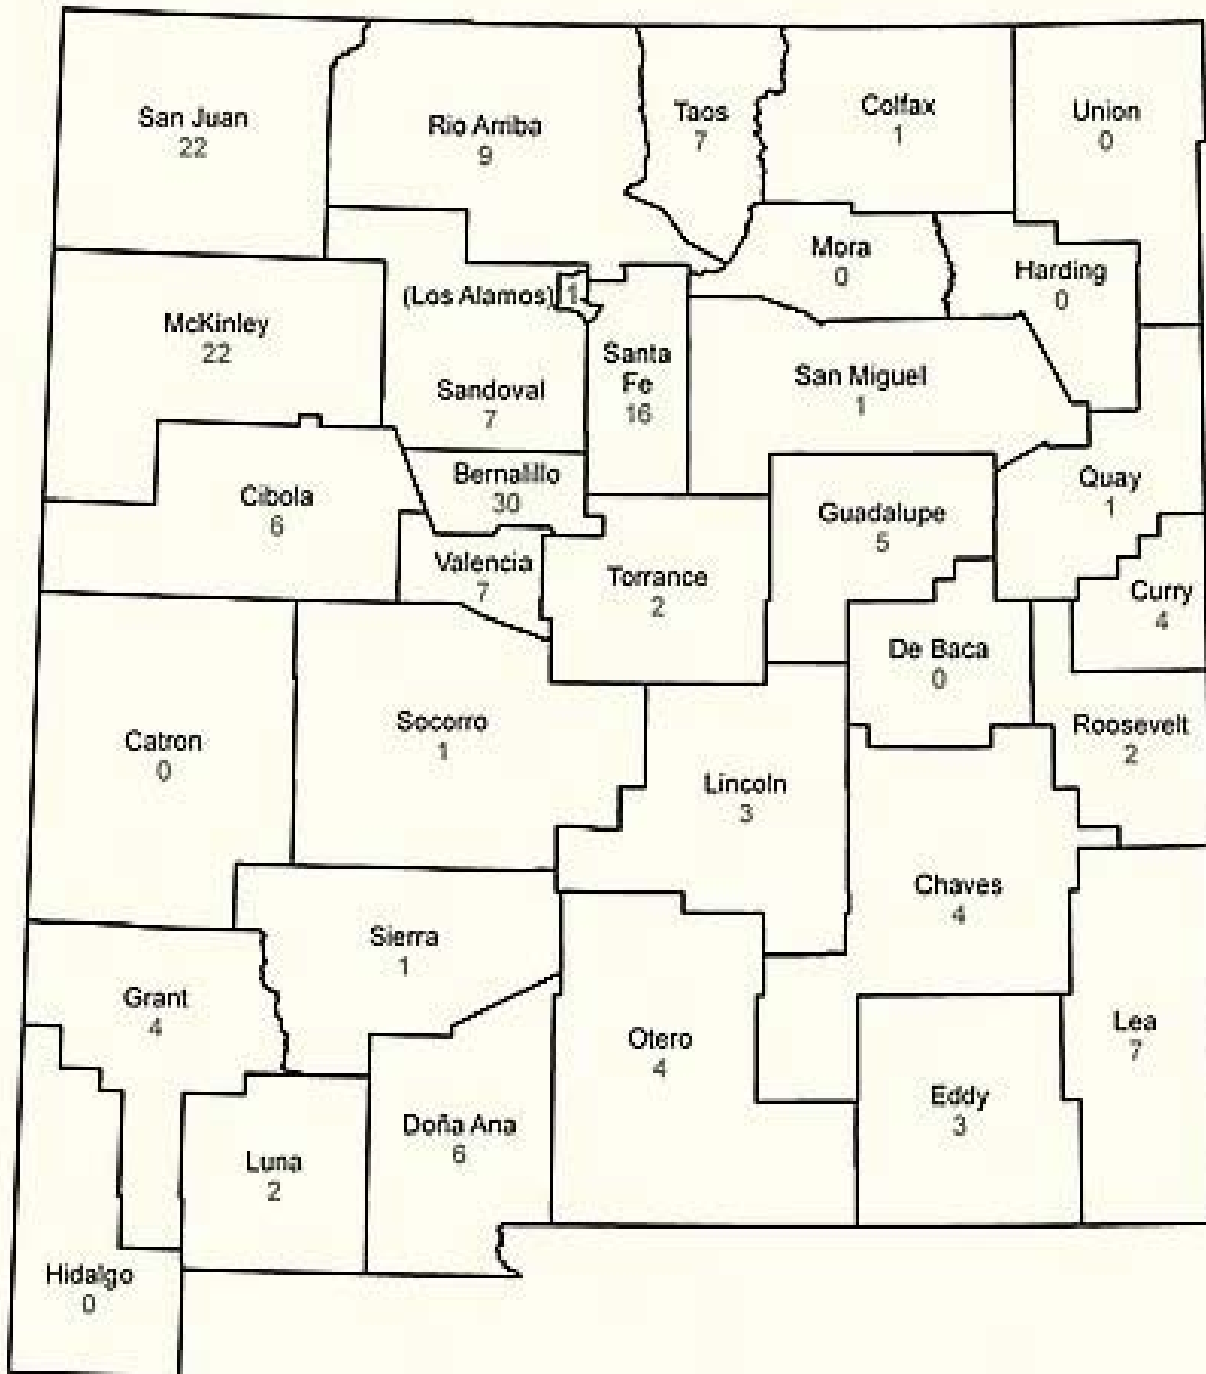 San Juan
22
Rio Arriba
9
Taos
7
Colfax
1
Union
0
Mora
0
Harding
0
(Los Alamos)
1
McKinley
22
Santa
Fe
16
San Miguel
1
Sandoval
7
Bernalillo
30
Cibola
6
Quay
1
Guadalupe
5
Valencia
7
Torrance
2
Curry
4
De Baca
0
Socorro
1
Catron
0
Roosevelt
2
Lincoln
3
Chaves
4
Sierra
1
Grant
4
Otero
4
Lea
7
Eddy
3
Doña Ana
6
Luna
2
Hidalgo
0